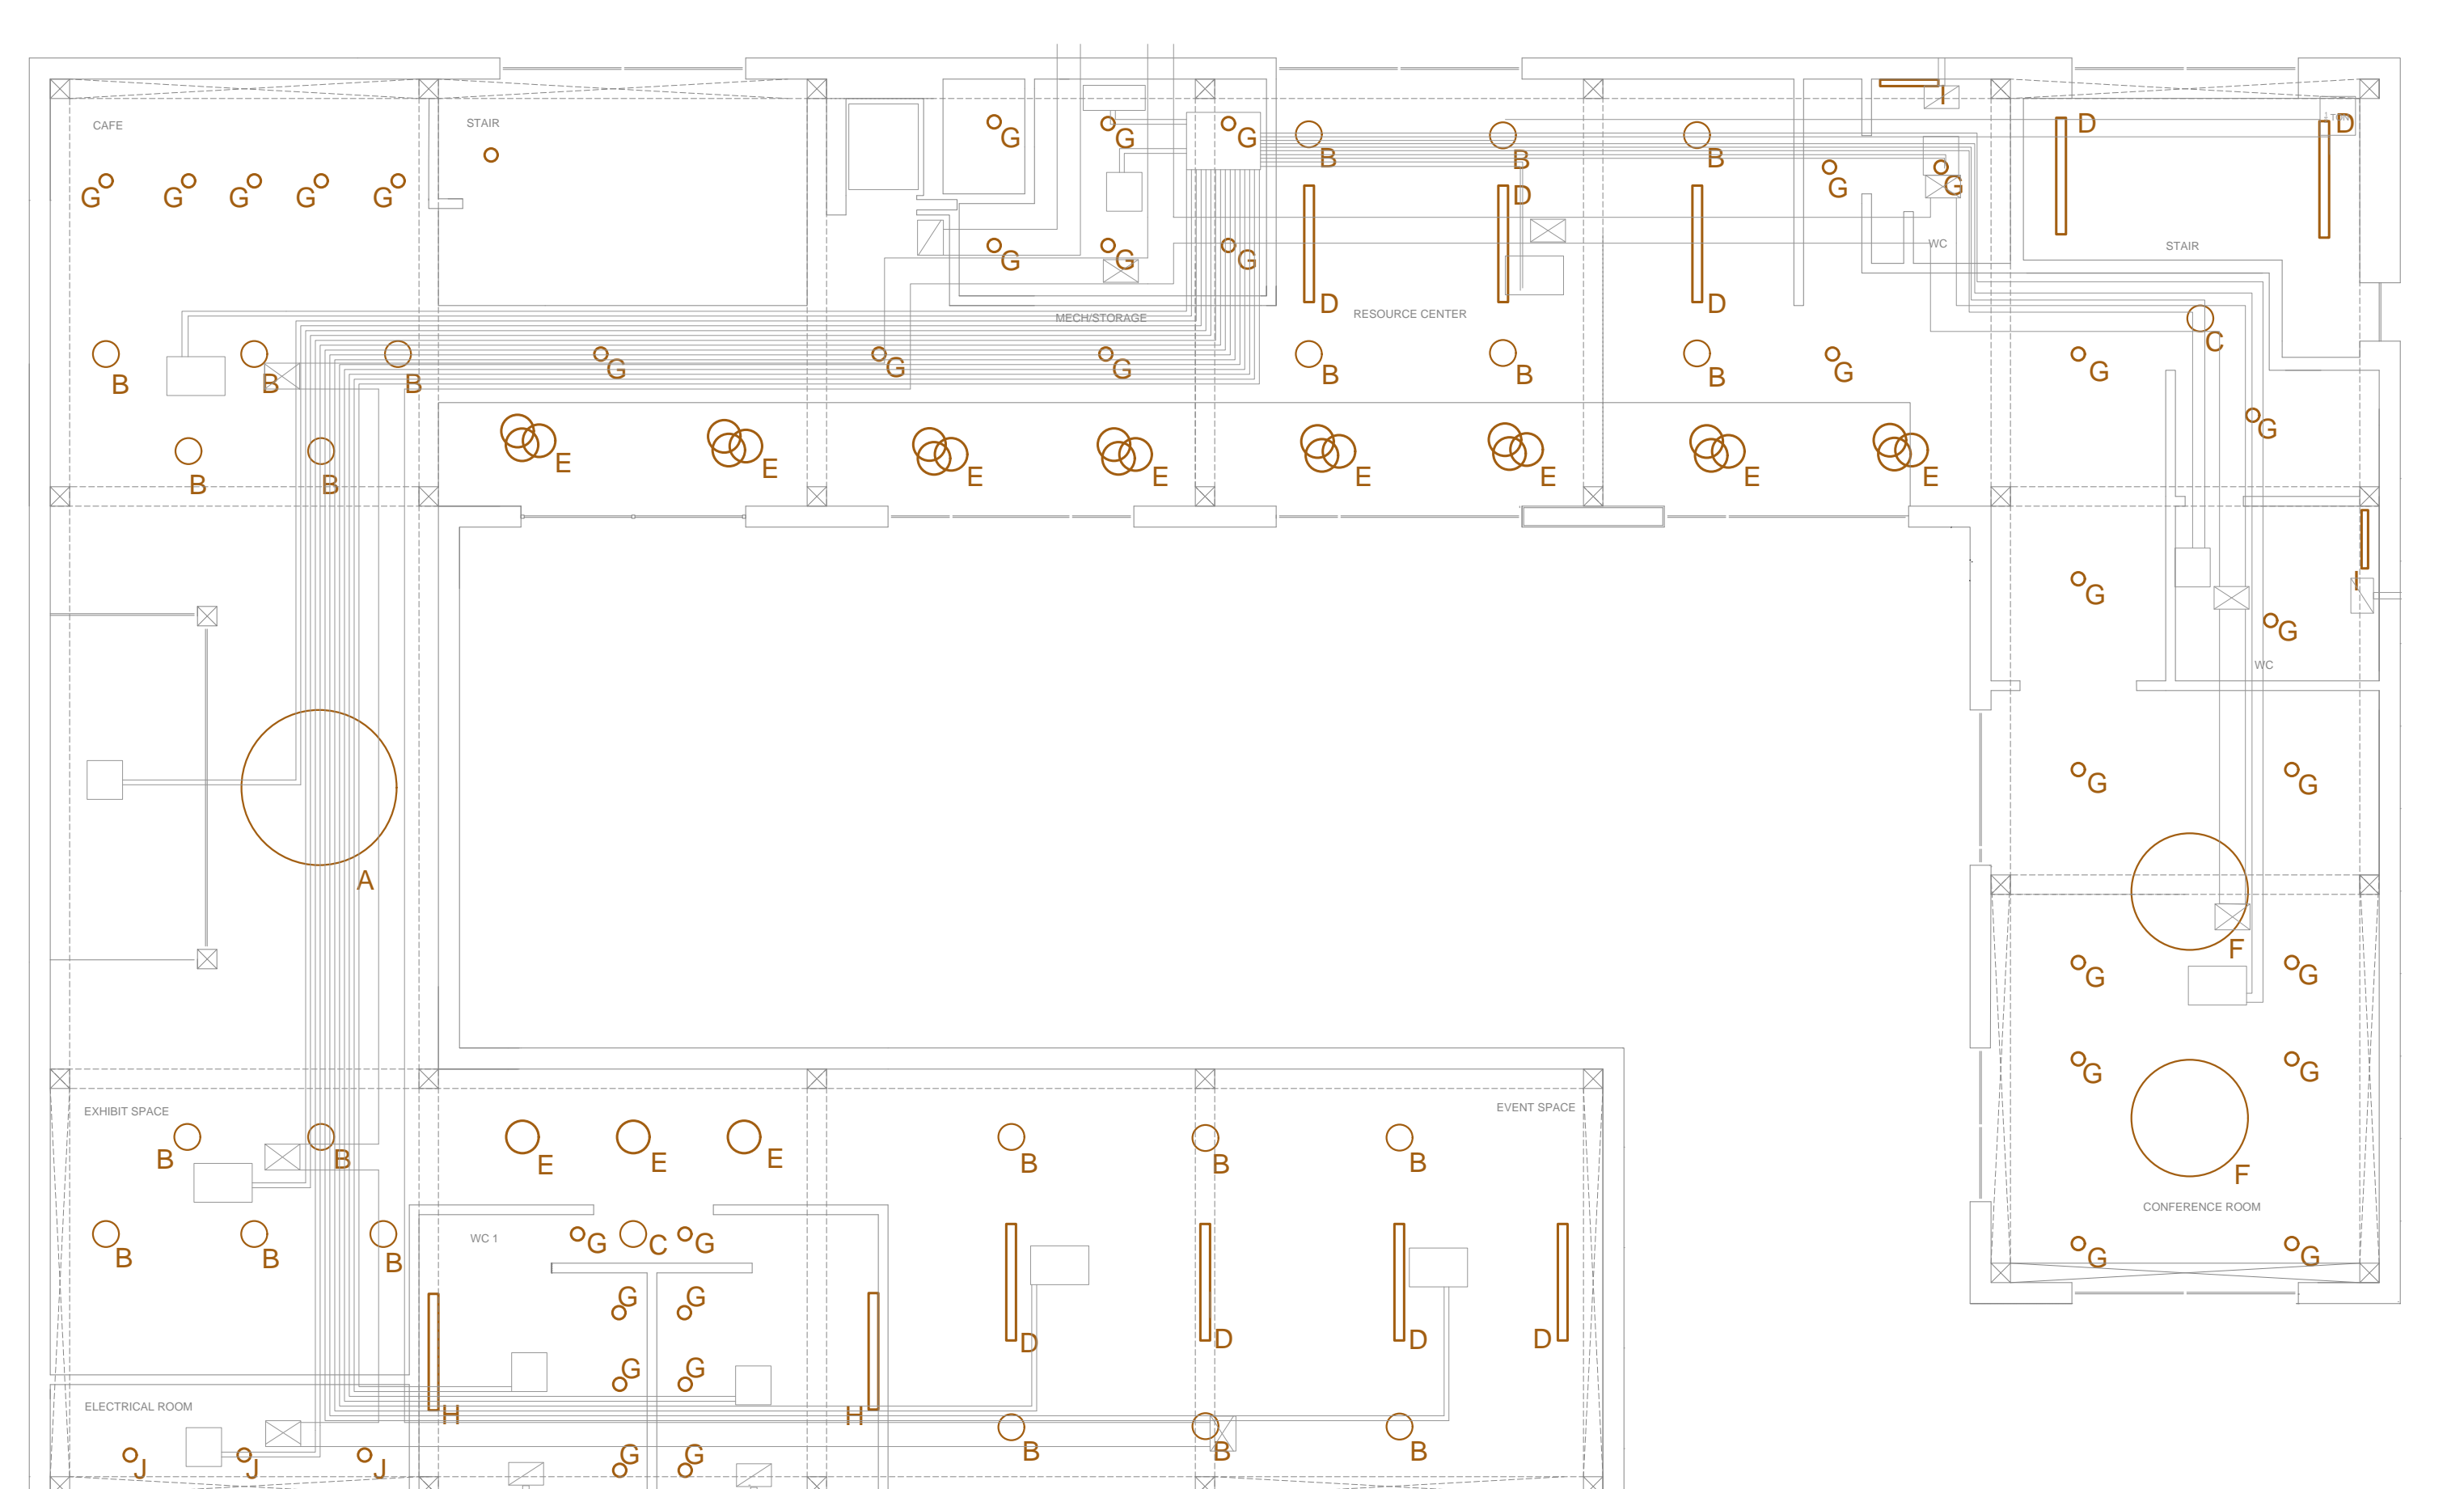 CAFE
STAIR
G G G G G
G G G
G G G
B B B
D
D D
G G
I
D D
WC
STAIR
MECH/STORAGE
RESOURCE CENTER
C
B B B
B B
G G G
B B B
G G
G
E E E E E E E E
G
I
G
WC
G G
A
F
G G
G G
F
CONFERENCE ROOM
G G
EXHIBIT SPACE
EVENT SPACE
B B
E E E
B B B
B B B
WC 1
G C G
G G
G G
G G
D D D D
H H
B B B
ELECTRICAL ROOM
J J J